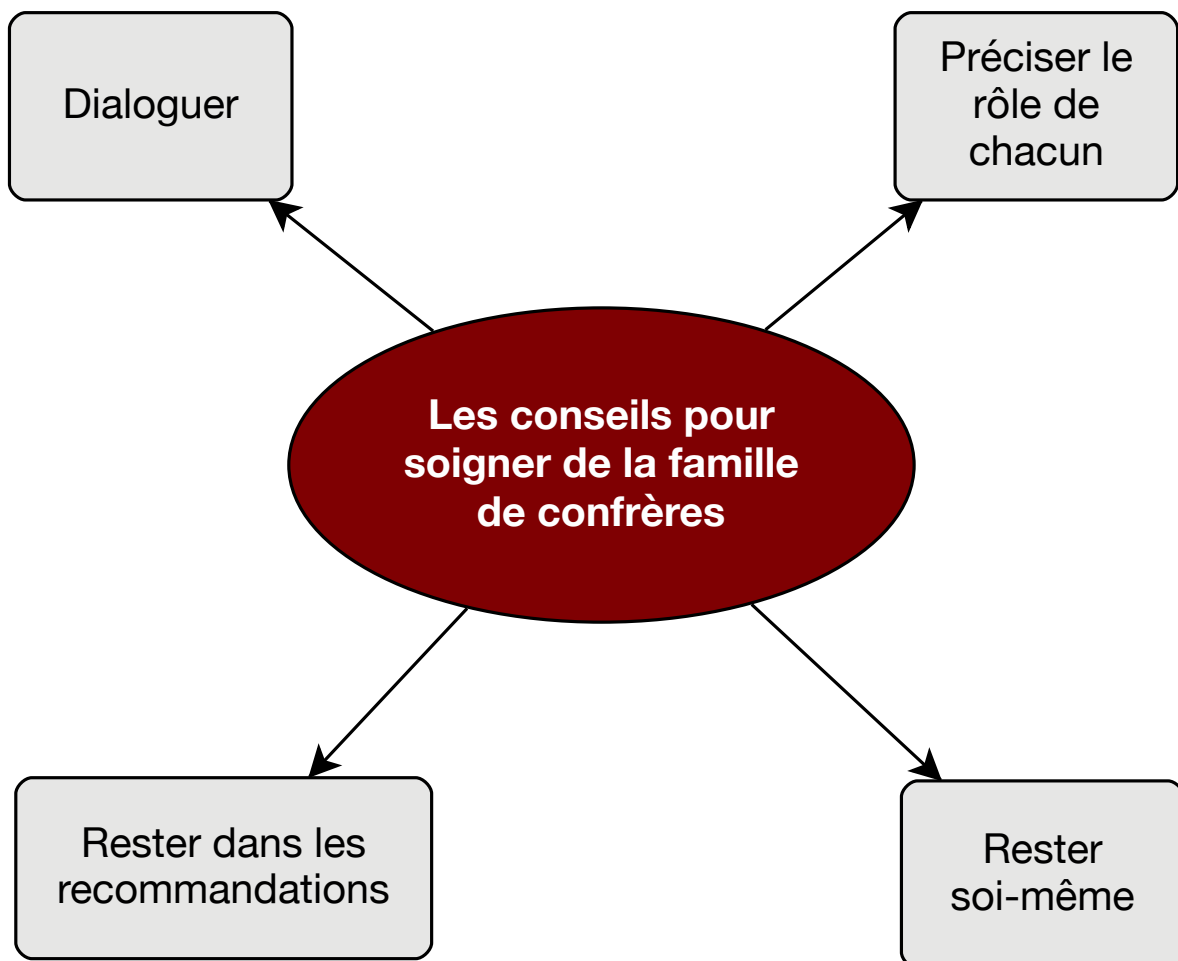 Dialoguer
Préciser le
rôle de
chacun
Les conseils pour
soigner de la famille
de confrères
Rester dans les
recommandations
Rester
soi-même